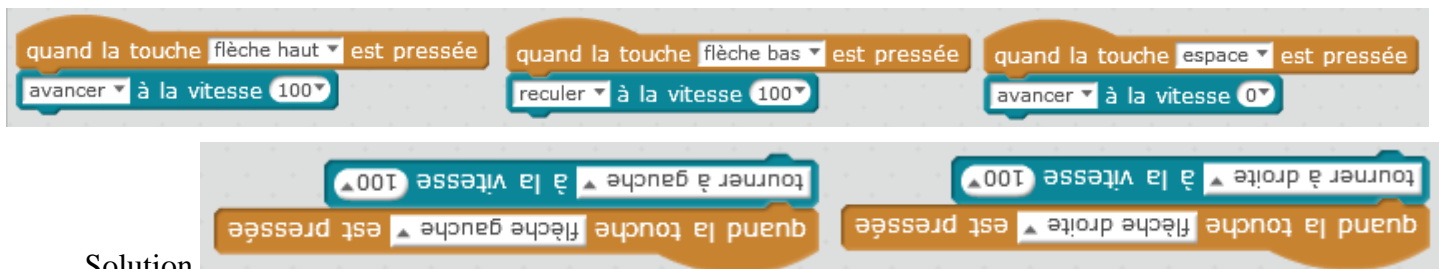 quand la touche flèche haut est pressée
avancer à la vitesse 100
quand la touche flèche bas est pressée
reculer à la vitesse 100
quand la touche espace est pressée
avancer à la vitesse 0
Solution
quand la touche flèche droite est pressée
tourner à droite à la vitesse 100
quand la touche flèche gauche est pressée
tourner à gauche à la vitesse 100